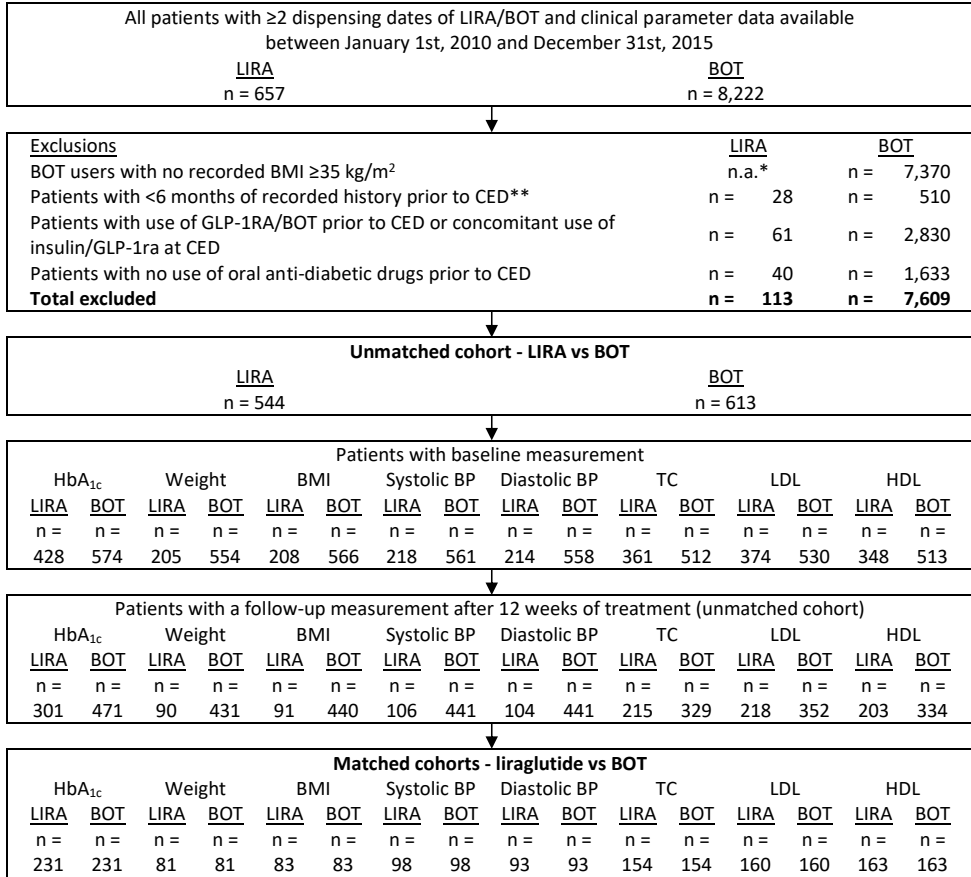 All patients with ≥2 dispensing dates of LIRA/BOT and clinical parameter data available
between January 1st, 2010 and December 31st, 2015
LIRA BOT
n = 657 n = 8,222
Exclusions LIRA BOT
BOT users with no recorded BMI ≥35 kg/m² n.a.* n = 7,370
Patients with <6 months of recorded history prior to CED** n = 28 n = 510
Patients with use of GLP-1RA/BOT prior to CED or concomitant use of
insulin/GLP-1ra at CED n = 61 n = 2,830
Patients with no use of oral anti-diabetic drugs prior to CED n = 40 n = 1,633
Total excluded n = 113 n = 7,609
Unmatched cohort - LIRA vs BOT
LIRA BOT
n = 544 n = 613
Patients with baseline measurement
HbA₁c Weight BMI Systolic BP Diastolic BP TC LDL HDL
LIRA BOT LIRA BOT LIRA BOT LIRA BOT LIRA BOT LIRA BOT LIRA BOT LIRA BOT
n = n = n = n = n = n = n = n = n = n = n = n = n = n = n = n =
428 574 205 554 208 566 218 561 214 558 361 512 374 530 348 513
Patients with a follow-up measurement after 12 weeks of treatment (unmatched cohort)
HbA₁c Weight BMI Systolic BP Diastolic BP TC LDL HDL
LIRA BOT LIRA BOT LIRA BOT LIRA BOT LIRA BOT LIRA BOT LIRA BOT LIRA BOT
n = n = n = n = n = n = n = n = n = n = n = n = n = n = n = n =
301 471 90 431 91 440 106 441 104 441 215 329 218 352 203 334
Matched cohorts - liraglutide vs BOT
HbA₁c Weight BMI Systolic BP Diastolic BP TC LDL HDL
LIRA BOT LIRA BOT LIRA BOT LIRA BOT LIRA BOT LIRA BOT LIRA BOT LIRA BOT
n = n = n = n = n = n = n = n = n = n = n = n = n = n = n = n =
231 231 81 81 83 83 98 98 93 93 154 154 160 160 163 163